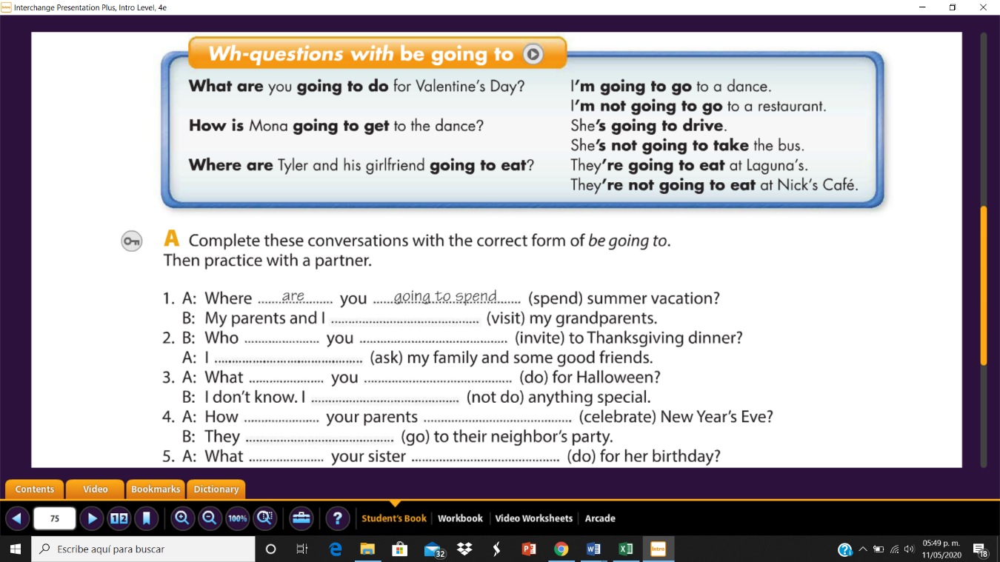 Intro Interchange Presentation Plus, Intro Level, 4e
Wh-questions with be going to
What are you going to do for Valentine's Day? I'm going to go to a dance.
I'm not going to go to a restaurant.
How is Mona going to get to the dance? She's going to drive.
She's not going to take the bus.
Where are Tyler and his girlfriend going to eat? They're going to eat at Laguna's.
They're not going to eat at Nick's Café.
A Complete these conversations with the correct form of be going to.
Then practice with a partner.
1. A: Where ....are.... you ....going to spend.... (spend) summer vacation?
B: My parents and I .................... (visit) my grandparents.
2. B: Who .................... you .................... (invite) to Thanksgiving dinner?
A: I .................... (ask) my family and some good friends.
3. A: What .................... you .................... (do) for Halloween?
B: I don't know. I .................... (not do) anything special.
4. A: How .................... your parents .................... (celebrate) New Year's Eve?
B: They .................... (go) to their neighbor's party.
5. A: What .................... your sister .................... (do) for her birthday?
Contents Video Bookmarks Dictionary
75 1 2 100% ? Student's Book Workbook Video Worksheets Arcade
Escribe aquí para buscar 32 Intro 05:49 p. m.
11/05/2020 18